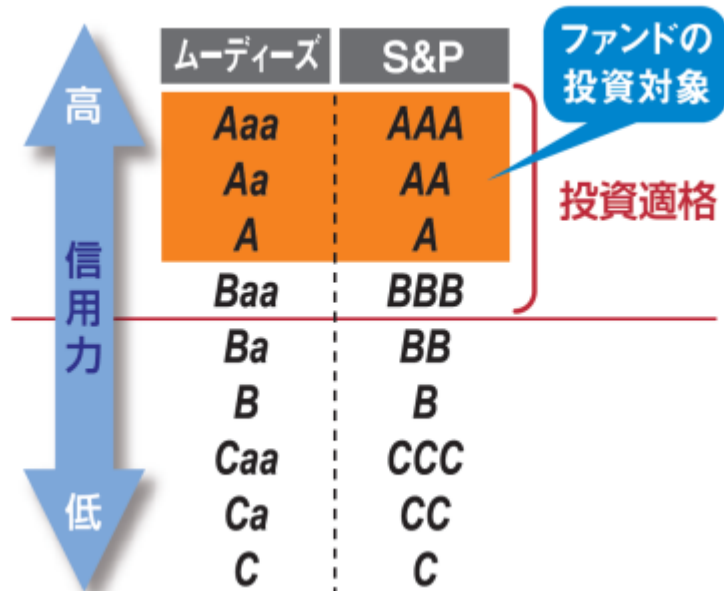 ムーディーズ S&P
ファンドの
投資対象
高
信用力
低
Aaa AAA
Aa AA
A A
Baa BBB
投資適格
Ba BB
B B
Caa CCC
Ca CC
C C